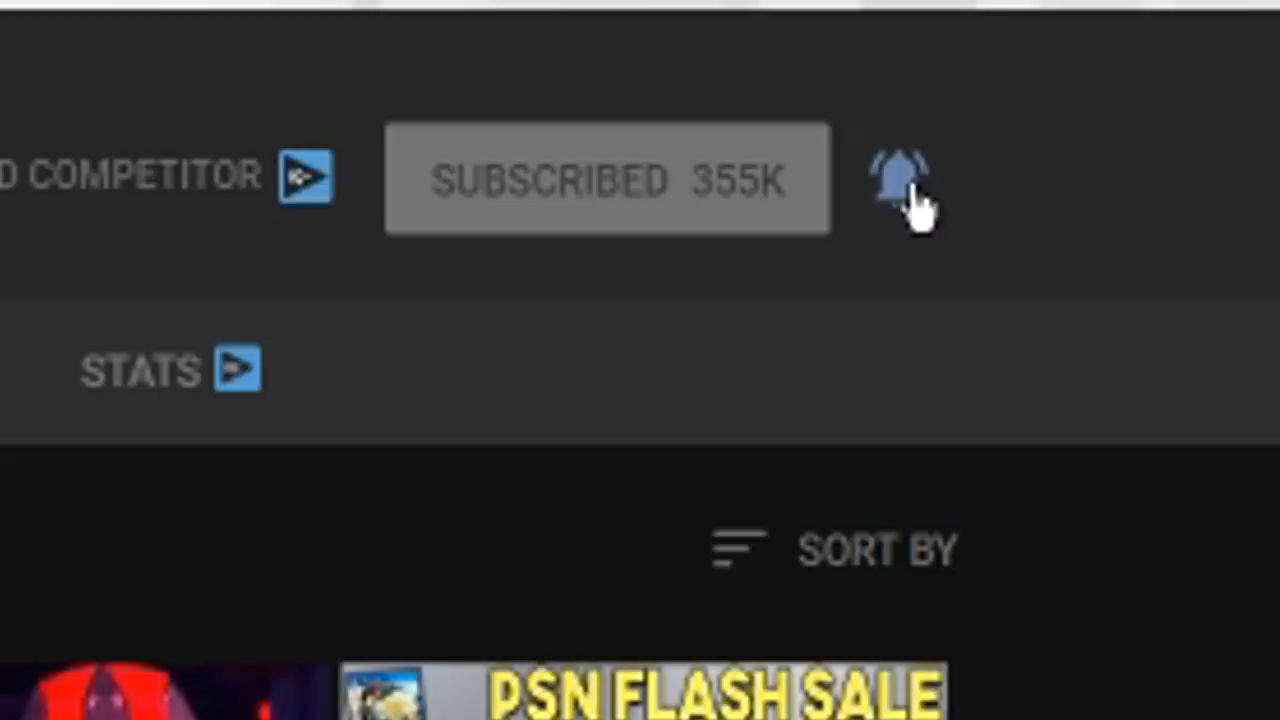 D COMPETITOR
SUBSCRIBED 355K
STATS
SORT BY
PSN FLASH SALE